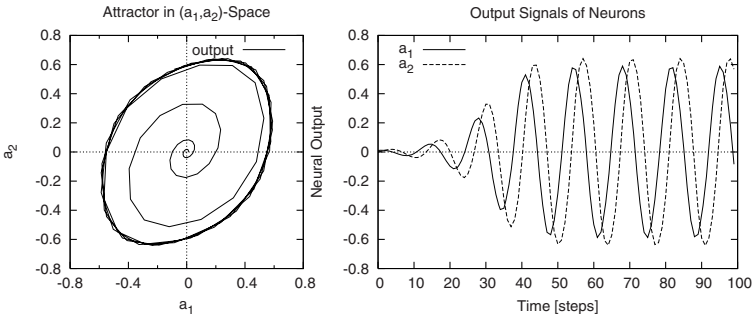 Attractor in (a1,a2)-Space
output
0.8
0.6
0.4
0.2
0
-0.2
-0.4
-0.6
-0.8
a2
-0.8 -0.4 0 0.4 0.8
a1
Output Signals of Neurons
a1
a2
0.8
0.6
0.4
0.2
0
-0.2
-0.4
-0.6
-0.8
Neural Output
0 10 20 30 40 50 60 70 80 90 100
Time [steps]